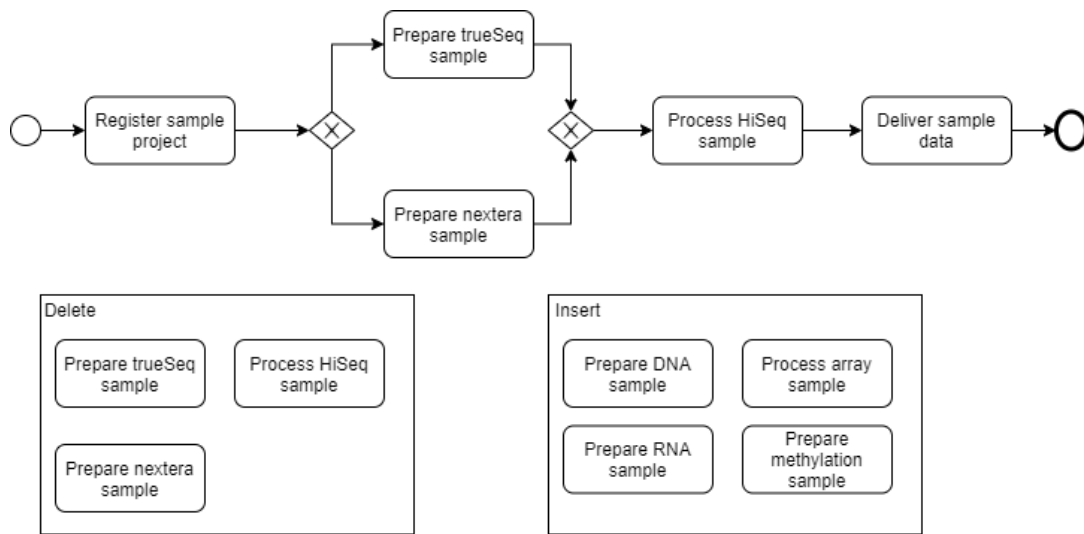 Prepare trueSeq
sample
Register sample
project
Process HiSeq
sample
Deliver sample
data
Prepare nextera
sample
Delete
Prepare trueSeq
sample
Process HiSeq
sample
Prepare nextera
sample
Insert
Prepare DNA
sample
Process array
sample
Prepare RNA
sample
Prepare
methylation
sample